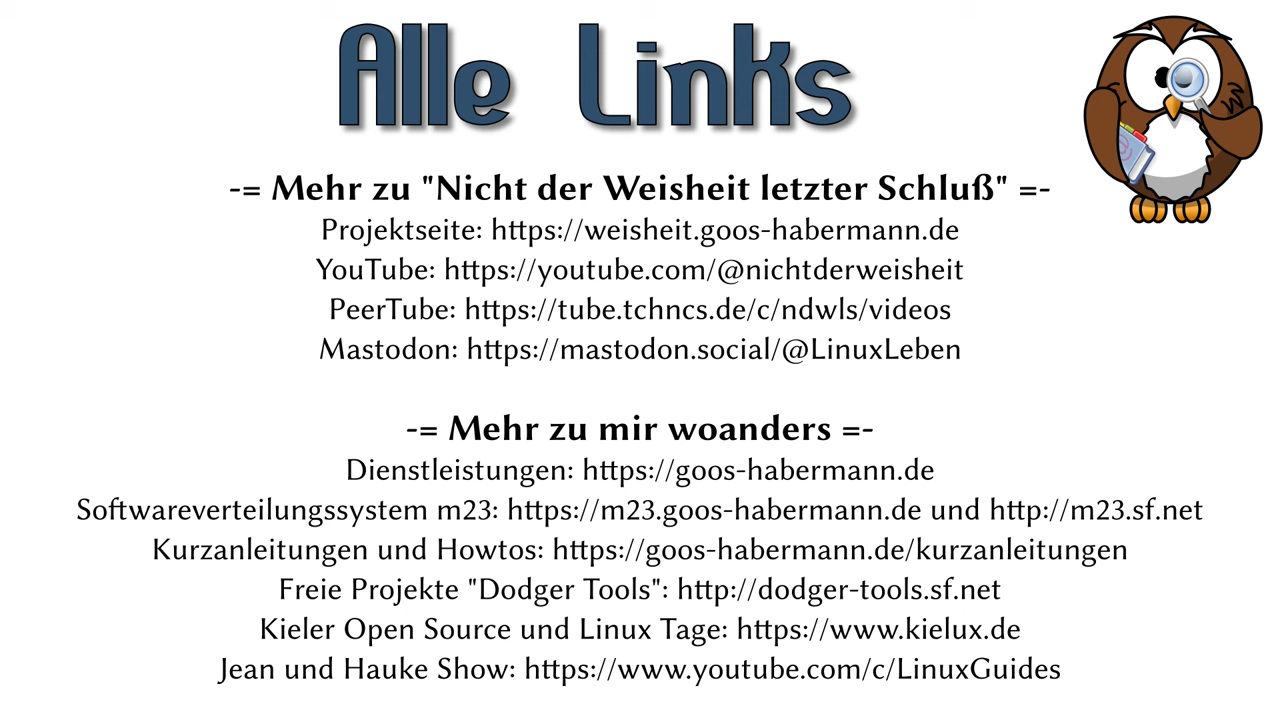 Alle Links
-= Mehr zu "Nicht der Weisheit letzter Schluß" =-
Projektseite: https://weisheit.goos-habermann.de
YouTube: https://youtube.com/@nichtderweisheit
PeerTube: https://tube.tchncs.de/c/ndwls/videos
Mastodon: https://mastodon.social/@LinuxLeben
-= Mehr zu mir woanders =-
Dienstleistungen: https://goos-habermann.de
Softwareverteilungssystem m23: https://m23.goos-habermann.de und http://m23.sf.net
Kurzanleitungen und Howtos: https://goos-habermann.de/kurzanleitungen
Freie Projekte "Dodger Tools": http://dodger-tools.sf.net
Kieler Open Source und Linux Tage: https://www.kielux.de
Jean und Hauke Show: https://www.youtube.com/c/LinuxGuides